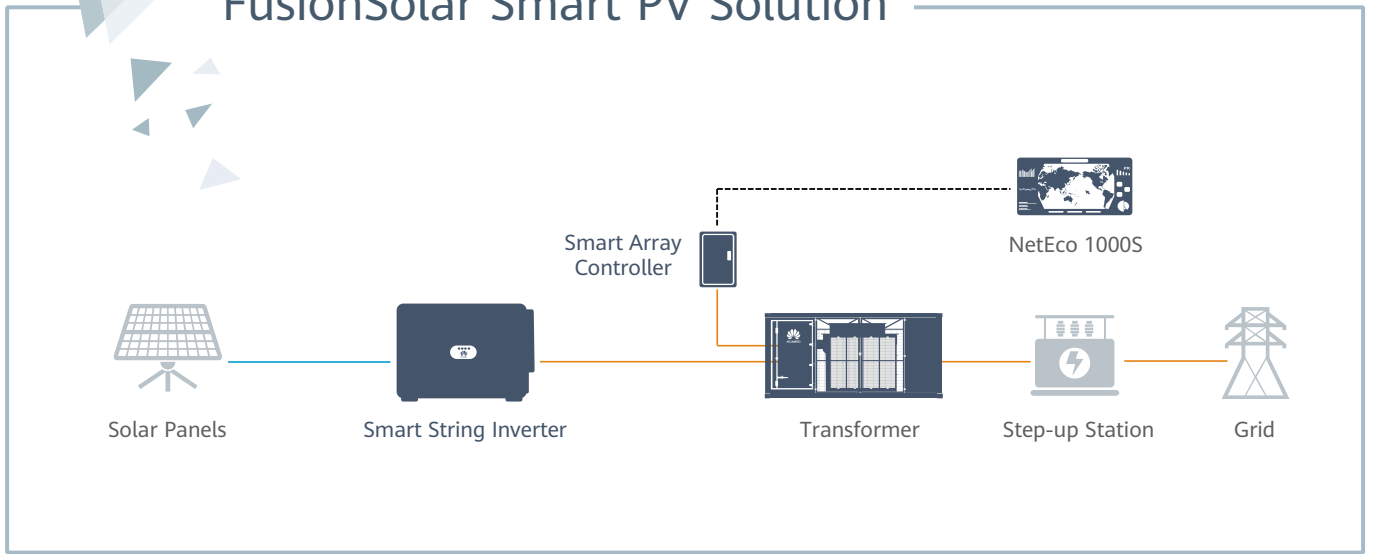 FusionSolar Smart PV Solution
Smart Array
Controller
NetEco 1000S
Solar Panels
Smart String Inverter
Transformer
Step-up Station
Grid